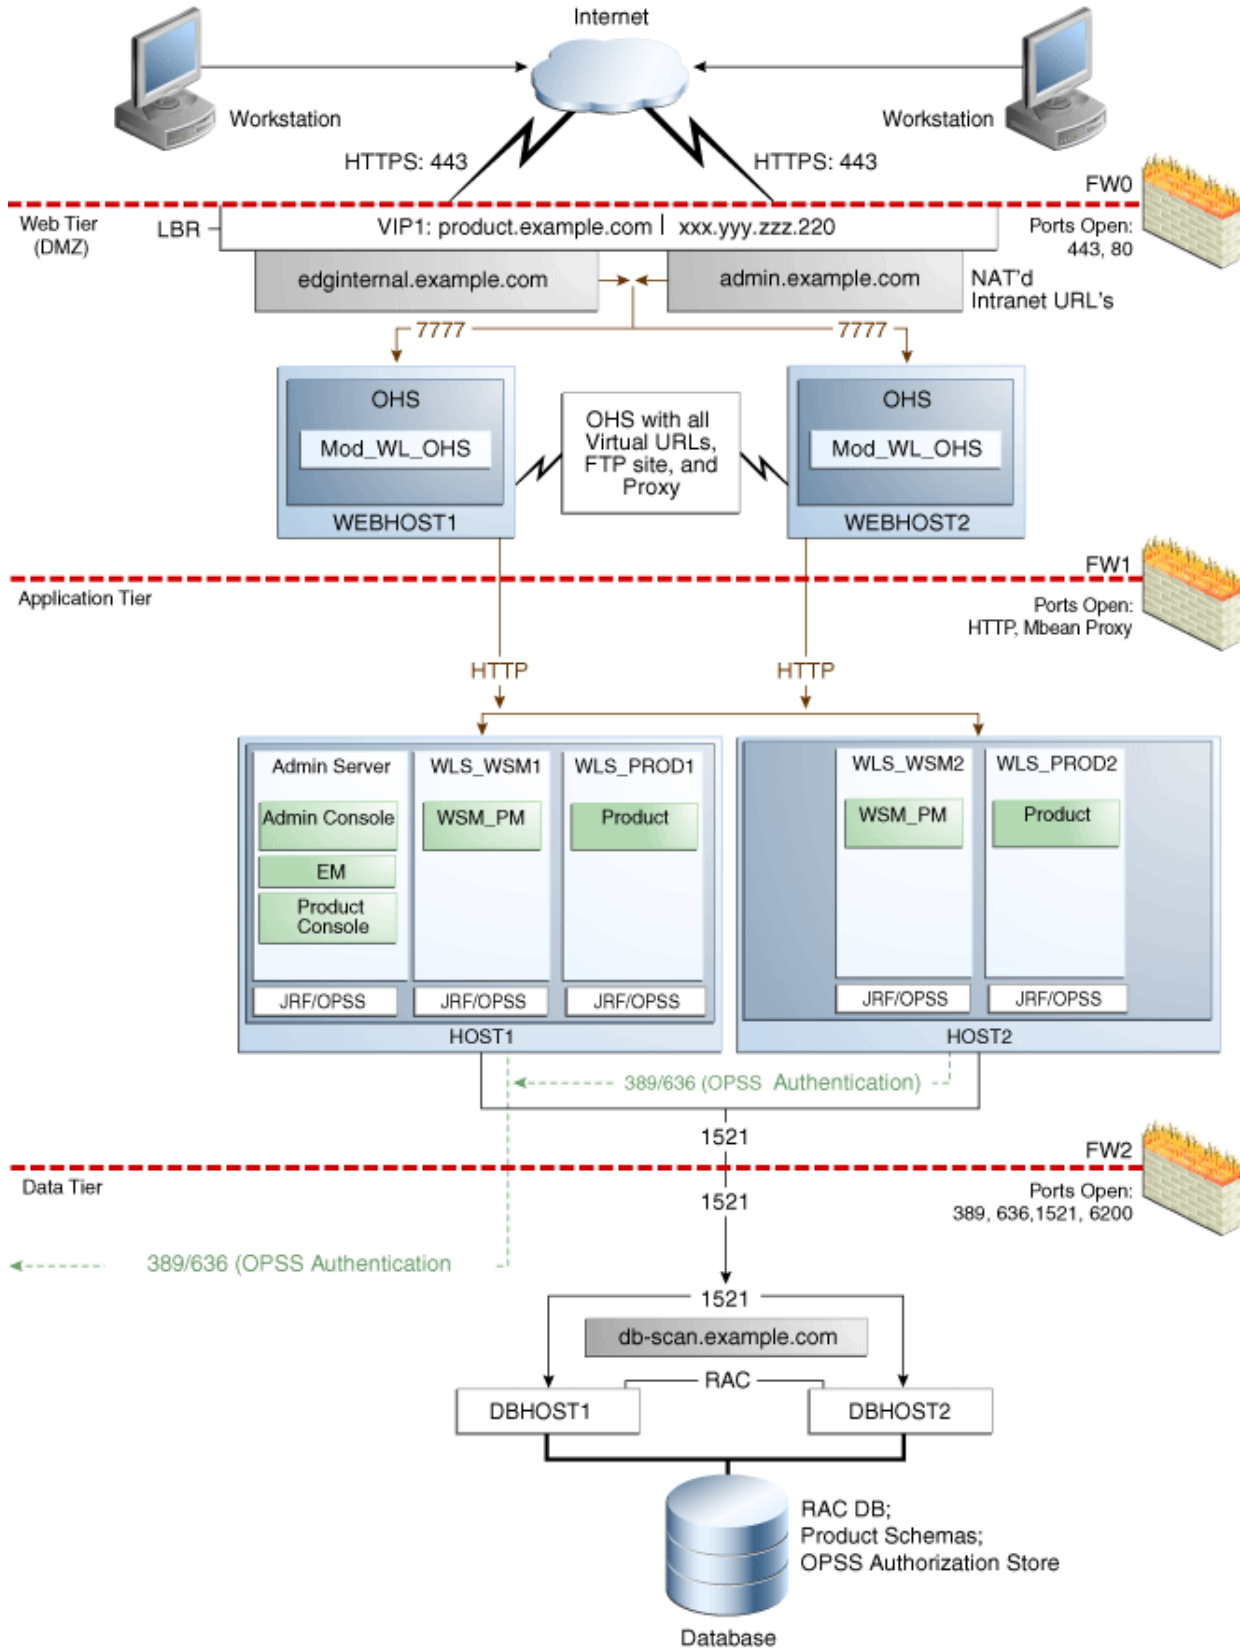 Internet
Workstation
Workstation
HTTPS: 443
HTTPS: 443
FW0
Web Tier
(DMZ)
LBR
VIP1: product.example.com | xxx.yyy.zzz.220
Ports Open:
443, 80
edginternal.example.com
admin.example.com
NAT'd
Intranet URL's
7777
7777
OHS
Mod_WL_OHS
WEBHOST1
OHS with all
Virtual URLs,
FTP site, and
Proxy
OHS
Mod_WL_OHS
WEBHOST2
FW1
Application Tier
Ports Open:
HTTP, Mbean Proxy
HTTP
HTTP
Admin Server
Admin Console
EM
Product
Console
JRF/OPSS
WLS_WSM1
WSM_PM
JRF/OPSS
WLS_PROD1
Product
JRF/OPSS
HOST1
WLS_WSM2
WSM_PM
JRF/OPSS
WLS_PROD2
Product
JRF/OPSS
HOST2
389/636 (OPSS Authentication)
1521
FW2
Data Tier
Ports Open:
389, 636,1521, 6200
1521
389/636 (OPSS Authentication
1521
db-scan.example.com
RAC
DBHOST1
DBHOST2
RAC DB;
Product Schemas;
OPSS Authorization Store
Database